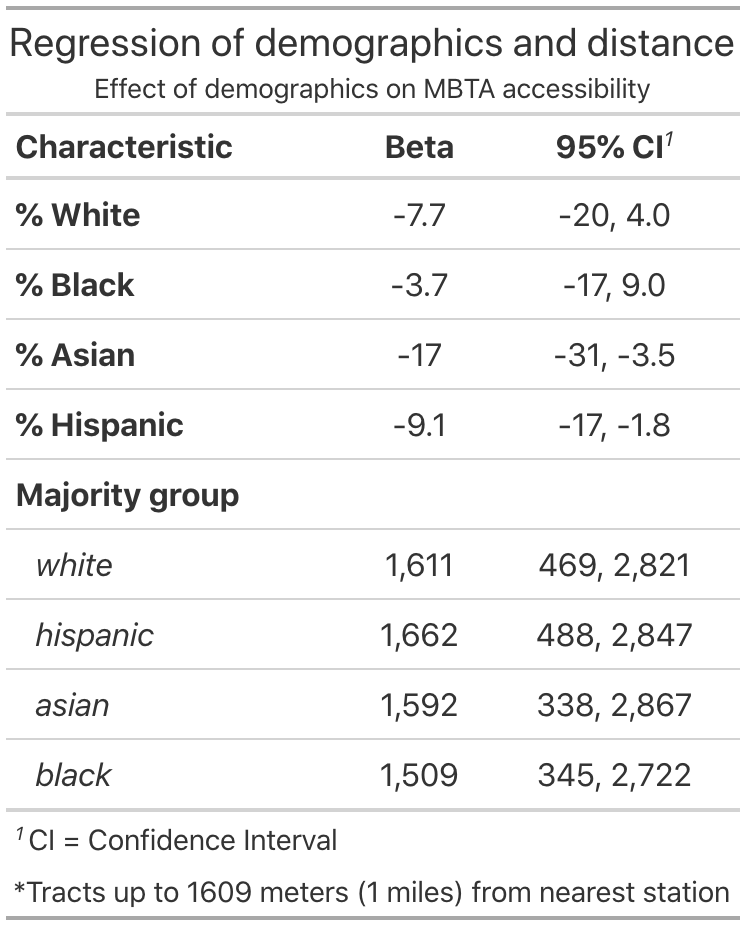 Regression of demographics and distance
Effect of demographics on MBTA accessibility
Characteristic Beta 95% CI1
% White -7.7 -20, 4.0
% Black -3.7 -17, 9.0
% Asian -17 -31, -3.5
% Hispanic -9.1 -17, -1.8
Majority group
white 1,611 469, 2,821
hispanic 1,662 488, 2,847
asian 1,592 338, 2,867
black 1,509 345, 2,722
1 CI = Confidence Interval
*Tracts up to 1609 meters (1 miles) from nearest station